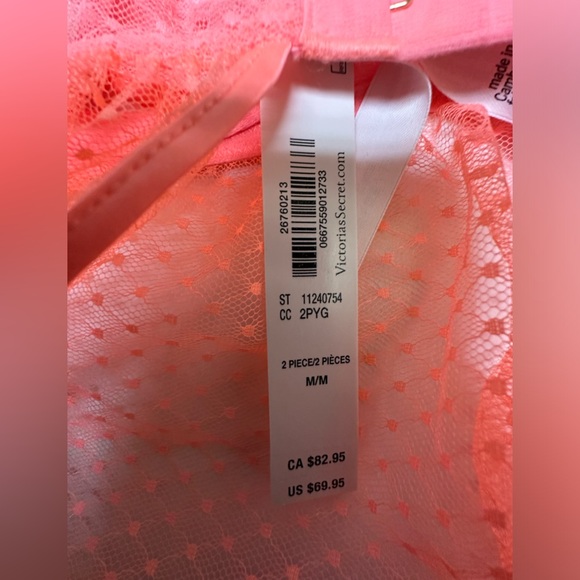 made in
26760213
0667559012733
VictoriasSecret.com
ST 11240754
CC 2PYG
2 PIECE/2 PIÈCES
M/M
CA $82.95
US $69.95